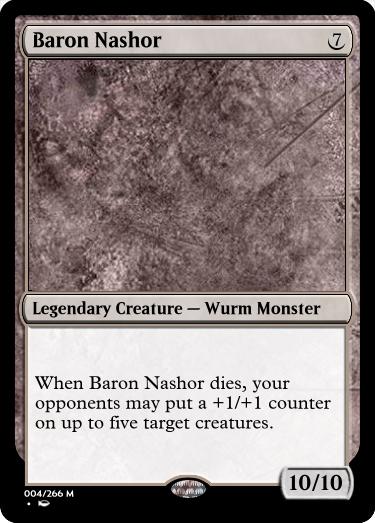 Baron Nashor 7
Legendary Creature — Wurm Monster
When Baron Nashor dies, your
opponents may put a +1/+1 counter
on up to five target creatures.
10/10
004/266 M